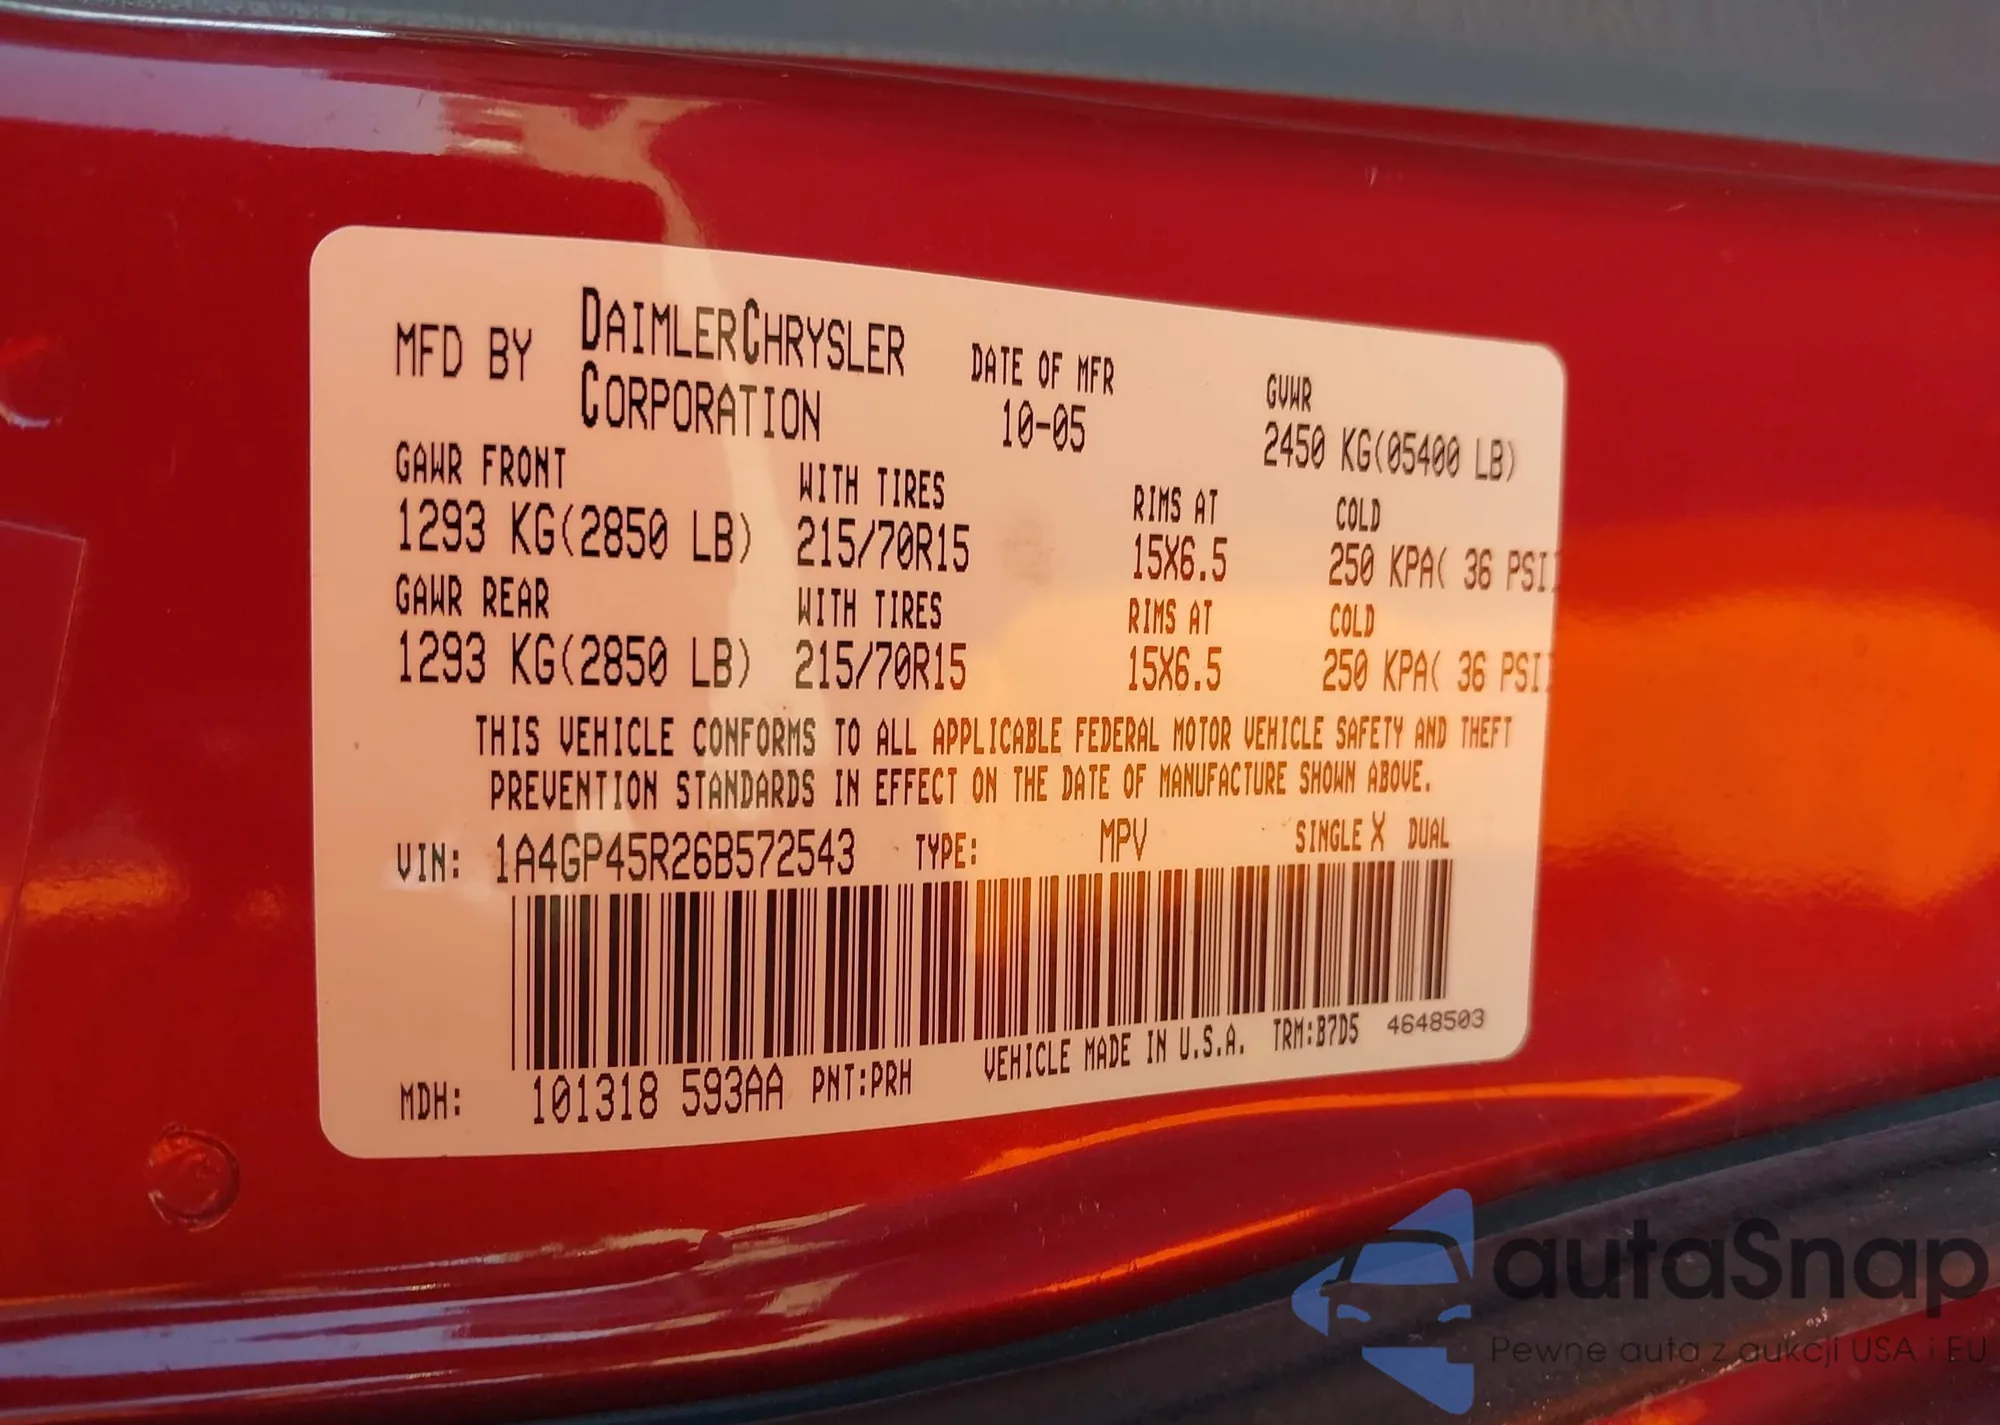 MFD BY DAIMLERCHRYSLER CORPORATION
DATE OF MFR 10-05
GVWR 2450 KG(05400 LB)
GAWR FRONT WITH TIRES RIMS AT COLD
1293 KG(2850 LB) 215/70R15 15X6.5 250 KPA( 36 PSI)
GAWR REAR WITH TIRES RIMS AT COLD
1293 KG(2850 LB) 215/70R15 15X6.5 250 KPA( 36 PSI)
THIS VEHICLE CONFORMS TO ALL APPLICABLE FEDERAL MOTOR VEHICLE SAFETY AND THEFT
PREVENTION STANDARDS IN EFFECT ON THE DATE OF MANUFACTURE SHOWN ABOVE.
VIN: 1A4GP45R26B572543 TYPE: MPV SINGLE X DUAL
MDH: 101318 593AA PNT:PRH VEHICLE MADE IN U.S.A. TRM:B7D5 4648503
autaSnap
Pewne auta z aukcji USA i EU